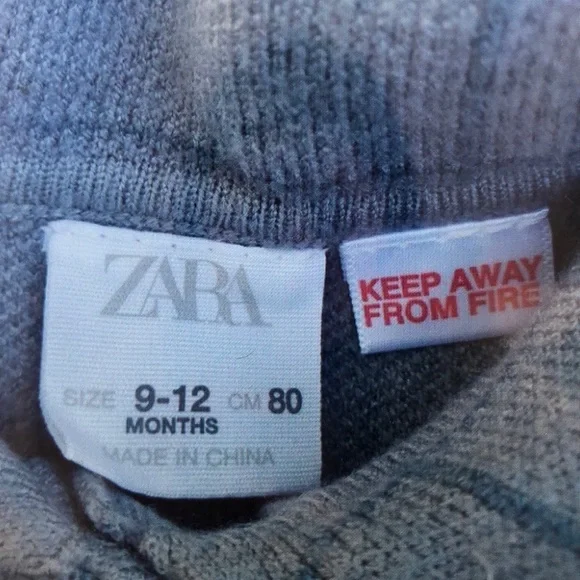 ZARA
SIZE 9-12 CM 80
MONTHS
MADE IN CHINA
KEEP AWAY
FROM FIRE